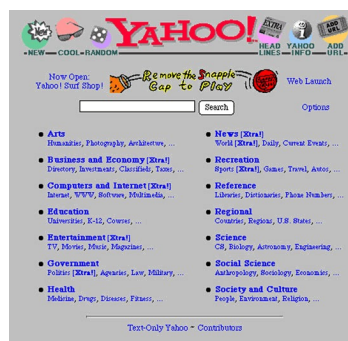 YAHOO!
NEW COOL RANDOM
HEAD LINES YAHOO INFO ADD URL
EXTRA
ADD URL
New
Now Open:
Yahoo! Surf Shop!
Remove the Snapple
Cap to Play
Web Launch
Search
Options
Arts
Humanities, Photography, Architecture, ...
Business and Economy [Xtra!]
Directory, Investments, Classifieds, Taxes, ...
Computers and Internet [Xtra!]
Internet, WWW, Software, Multimedia, ...
Education
Universities, K-12, Courses, ...
Entertainment [Xtra!]
TV, Movies, Music, Magazines, ...
Government
Politics [Xtra!], Agencies, Law, Military, ...
Health
Medicine, Drugs, Diseases, Fitness, ...
News [Xtra!]
World [Xtra!], Daily, Current Events, ...
Recreation
Sports [Xtra!], Games, Travel, Autos, ...
Reference
Libraries, Dictionaries, Phone Numbers, ...
Regional
Countries, Regions, U.S. States, ...
Science
CS, Biology, Astronomy, Engineering, ...
Social Science
Anthropology, Sociology, Economics, ...
Society and Culture
People, Environment, Religion, ...
Text-Only Yahoo ~ Contributors